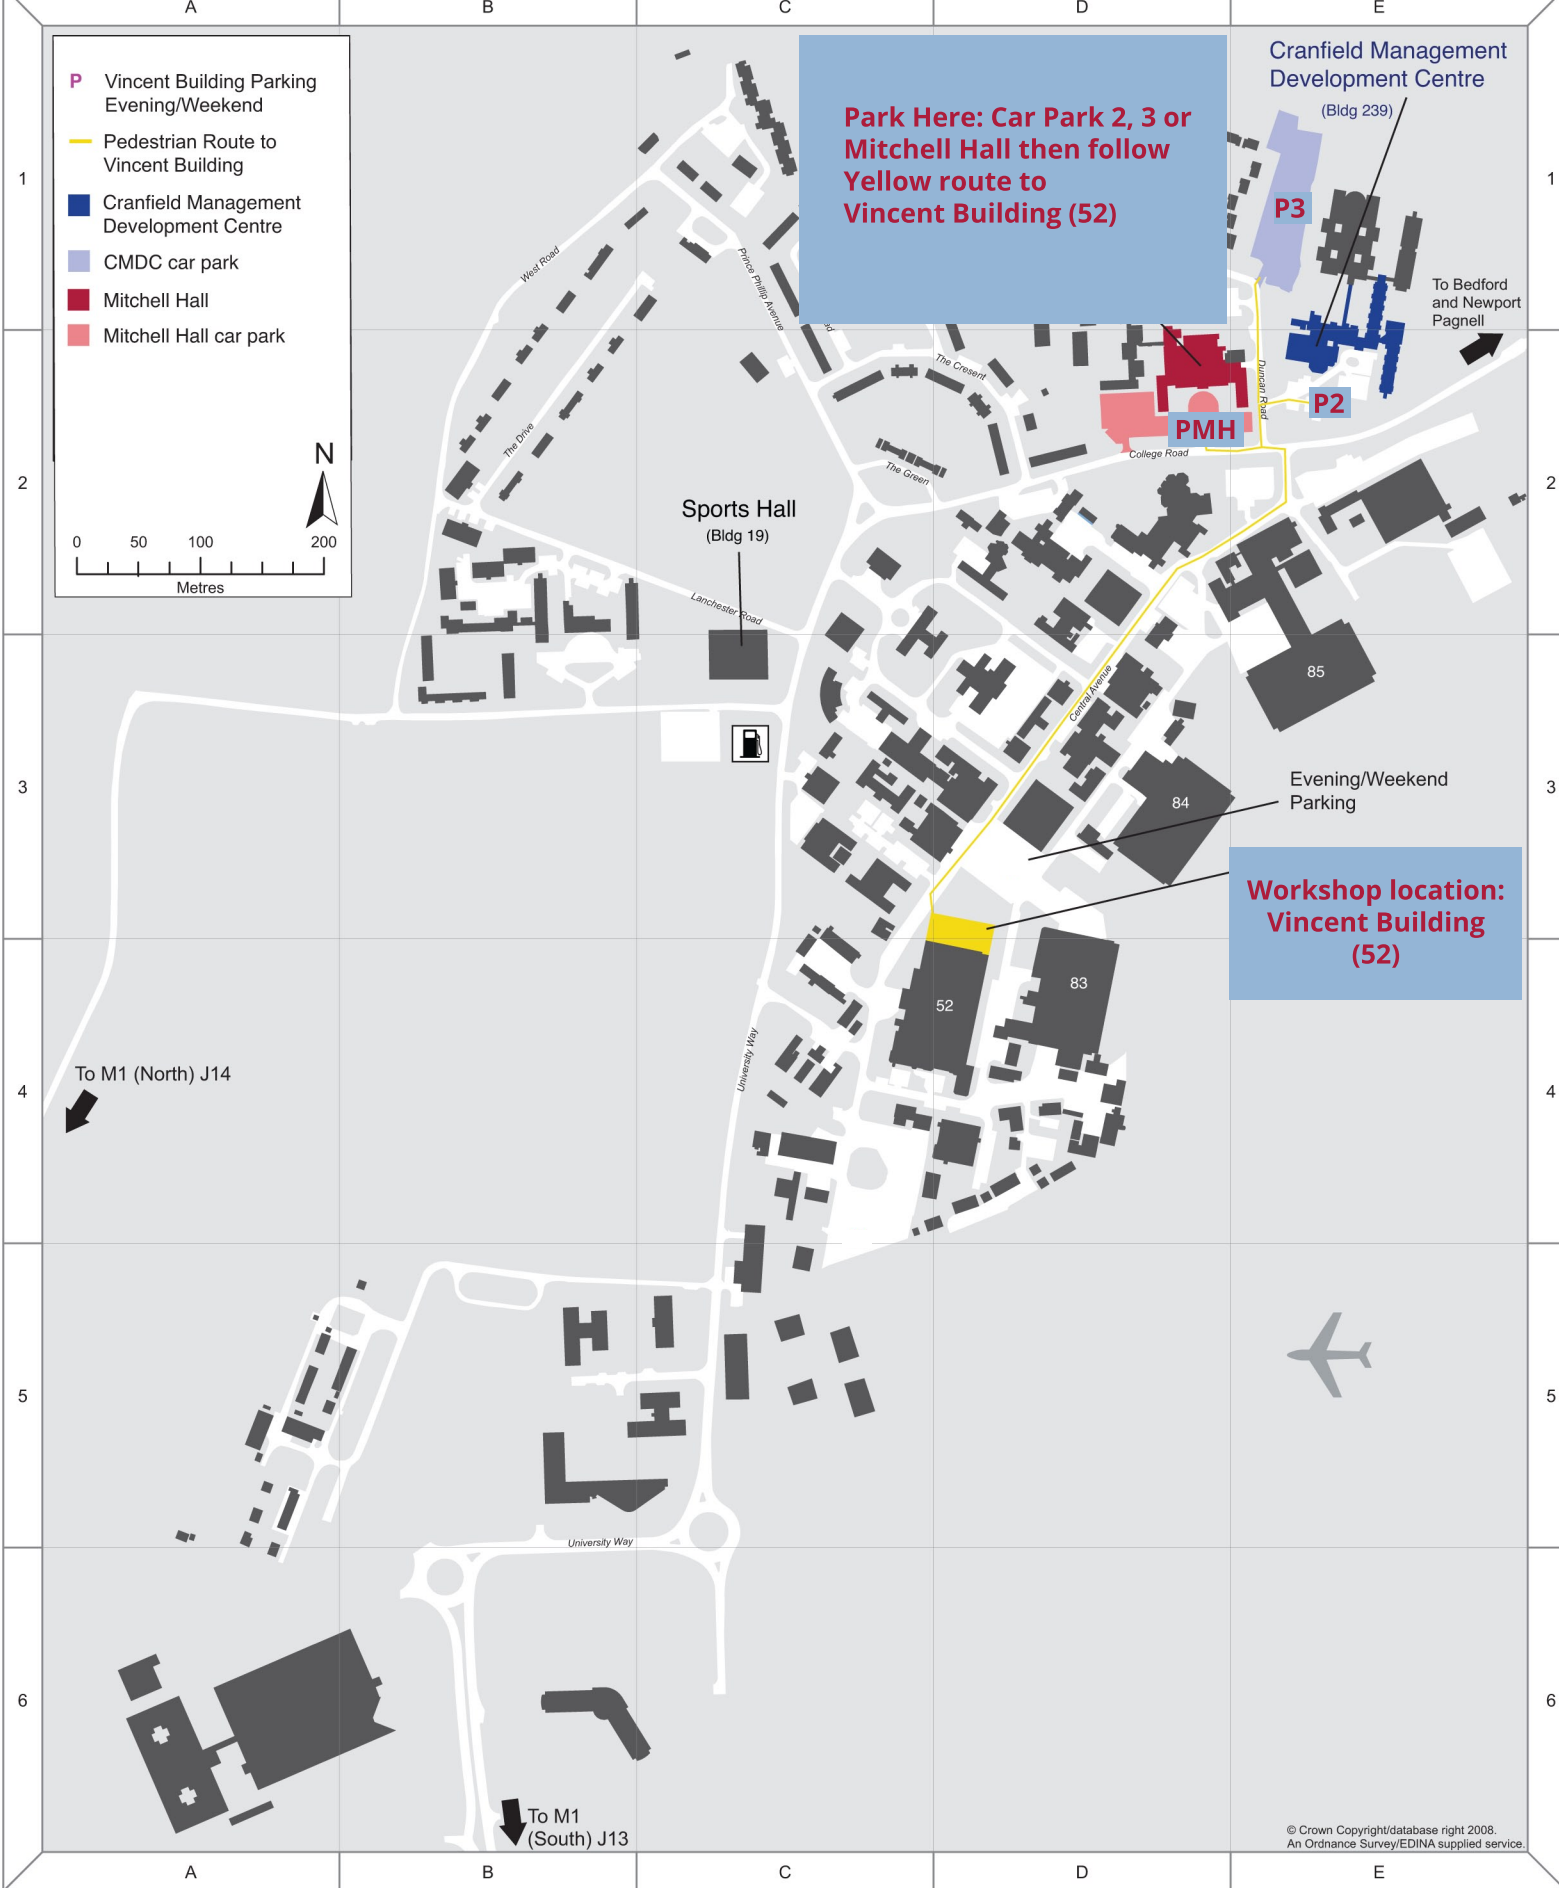 A
B
C
D
E
P Vincent Building Parking
Evening/Weekend
Pedestrian Route to
Vincent Building
Cranfield Management
Development Centre
CMDC car park
Mitchell Hall
Mitchell Hall car park
N
0 50 100 200
Metres
Park Here: Car Park 2, 3 or
Mitchell Hall then follow
Yellow route to
Vincent Building (52)
Cranfield Management
Development Centre
(Bldg 239)
1
1
P3
West Road
Prince Phillip Avenue
To Bedford
and Newport
Pagnell
The Cresent
Duncan Road
P2
PMH
College Road
The Drive
The Green
2
2
Sports Hall
(Bldg 19)
Lanchester Road
85
Central Avenue
3
3
Evening/Weekend
Parking
84
Workshop location:
Vincent Building
(52)
83
52
University Way
To M1 (North) J14
4
4
5
5
University Way
6
6
To M1
(South) J13
© Crown Copyright/database right 2008.
An Ordnance Survey/EDINA supplied service.
A
B
C
D
E